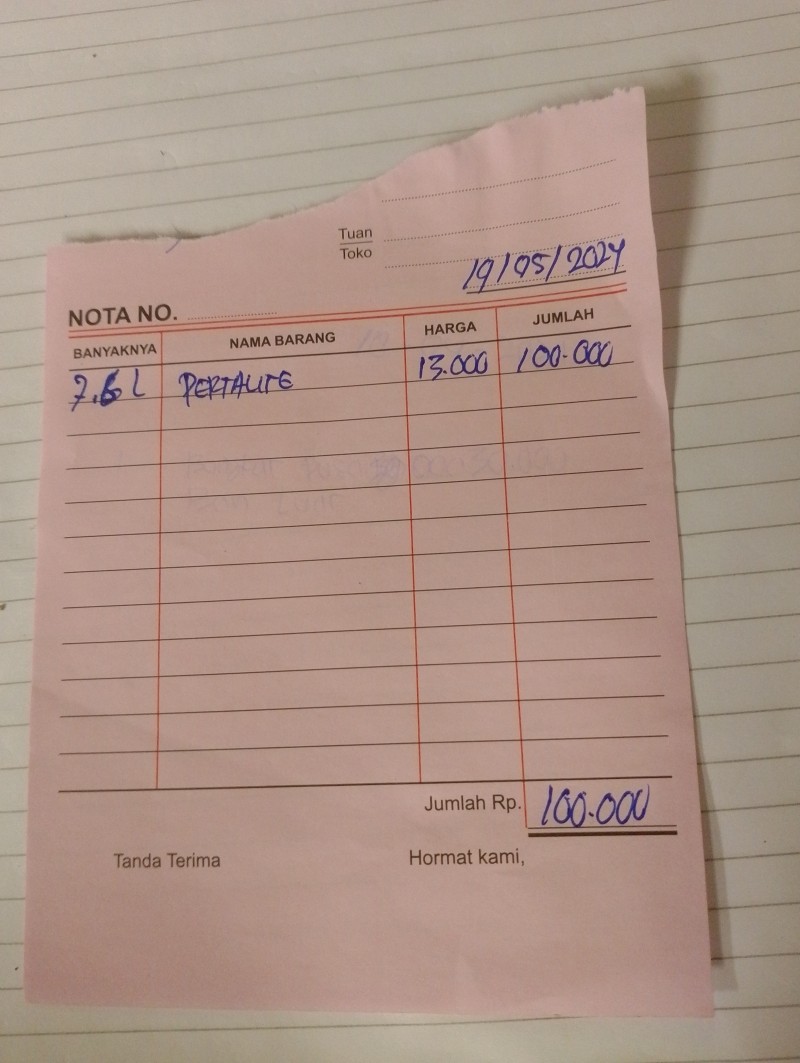 Tuan
Toko
19/05/2024
NOTA NO.
BANYAKNYA NAMA BARANG HARGA JUMLAH
7.6 L PERTALITE 13.000 100.000
Jumlah Rp. 100.000
Tanda Terima Hormat kami,